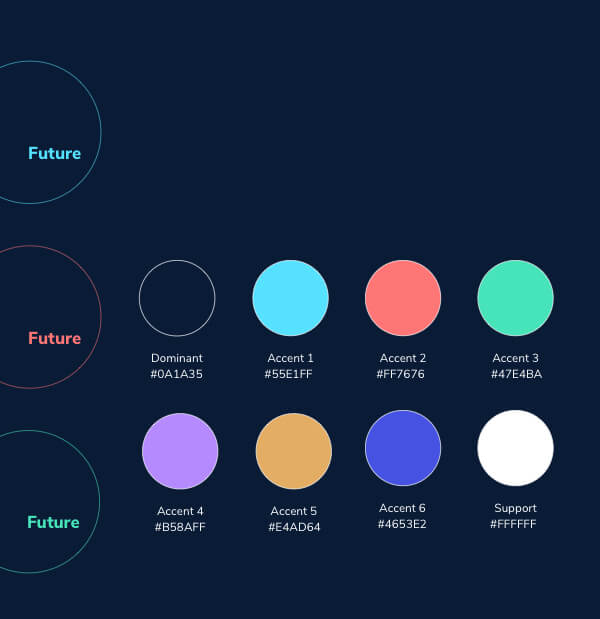 Future
Future
Dominant
#0A1A35
Accent 1
#55E1FF
Accent 2
#FF7676
Accent 3
#47E4BA
Accent 4
#B58AFF
Accent 5
#E4AD64
Accent 6
#4653E2
Support
#FFFFFF
Future